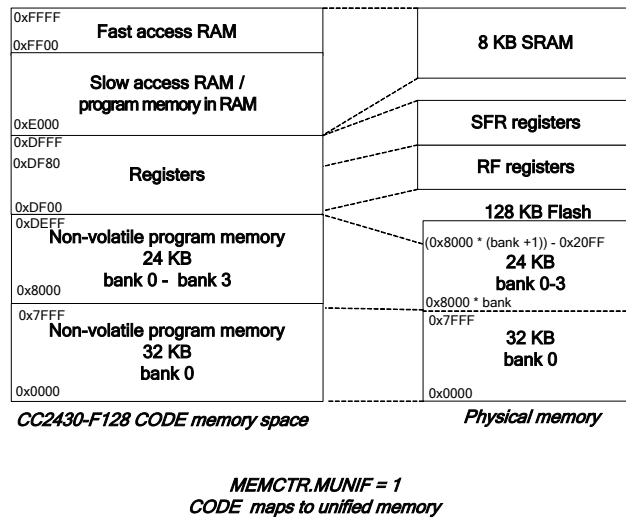 0xFFFF
Fast access RAM
0xFF00
Slow access RAM /
program memory in RAM
0xE000
0xDFFF
0xDF80
Registers
0xDF00
0xDEFF
Non-volatile program memory
24 KB
bank 0 - bank 3
0x8000
0x7FFF
Non-volatile program memory
32 KB
bank 0
0x0000
CC2430-F128 CODE memory space
8 KB SRAM
SFR registers
RF registers
128 KB Flash
((0x8000 * (bank +1)) - 0x20FF
24 KB
bank 0-3
0x8000 * bank
0x7FFF
32 KB
bank 0
0x0000
Physical memory
MEMCTR.MUNIF = 1
CODE maps to unified memory